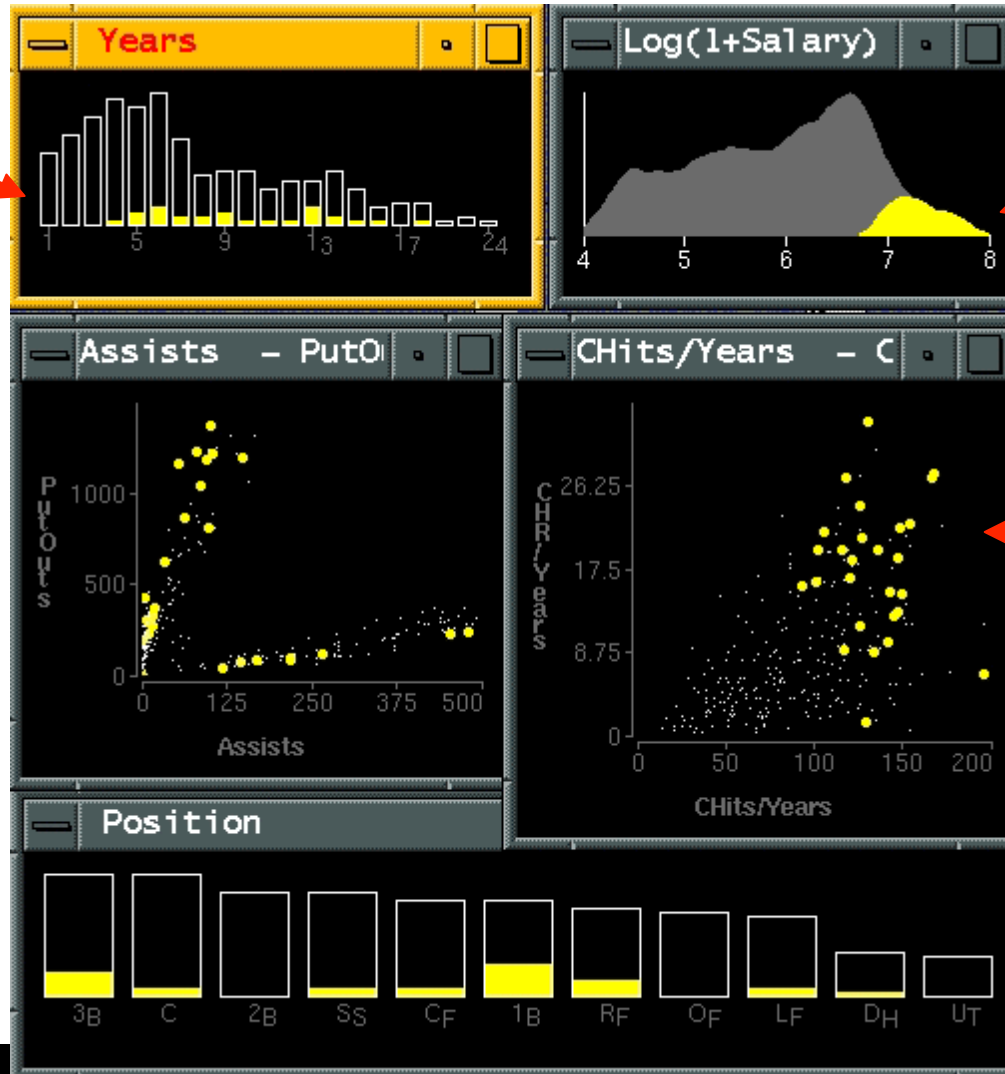 Years
Log(1+Salary)
1 5 9 13 17 24
4 5 6 7 8
Assists - PutO
CHits/Years - C
PutOuts
1000
500
0
0 125 250 375 500
Assists
CHR/Years
26.25
17.5
8.75
0
0 50 100 150 200
CHits/Years
Position
3B C 2B SS CF 1B RF OF LF DH UT